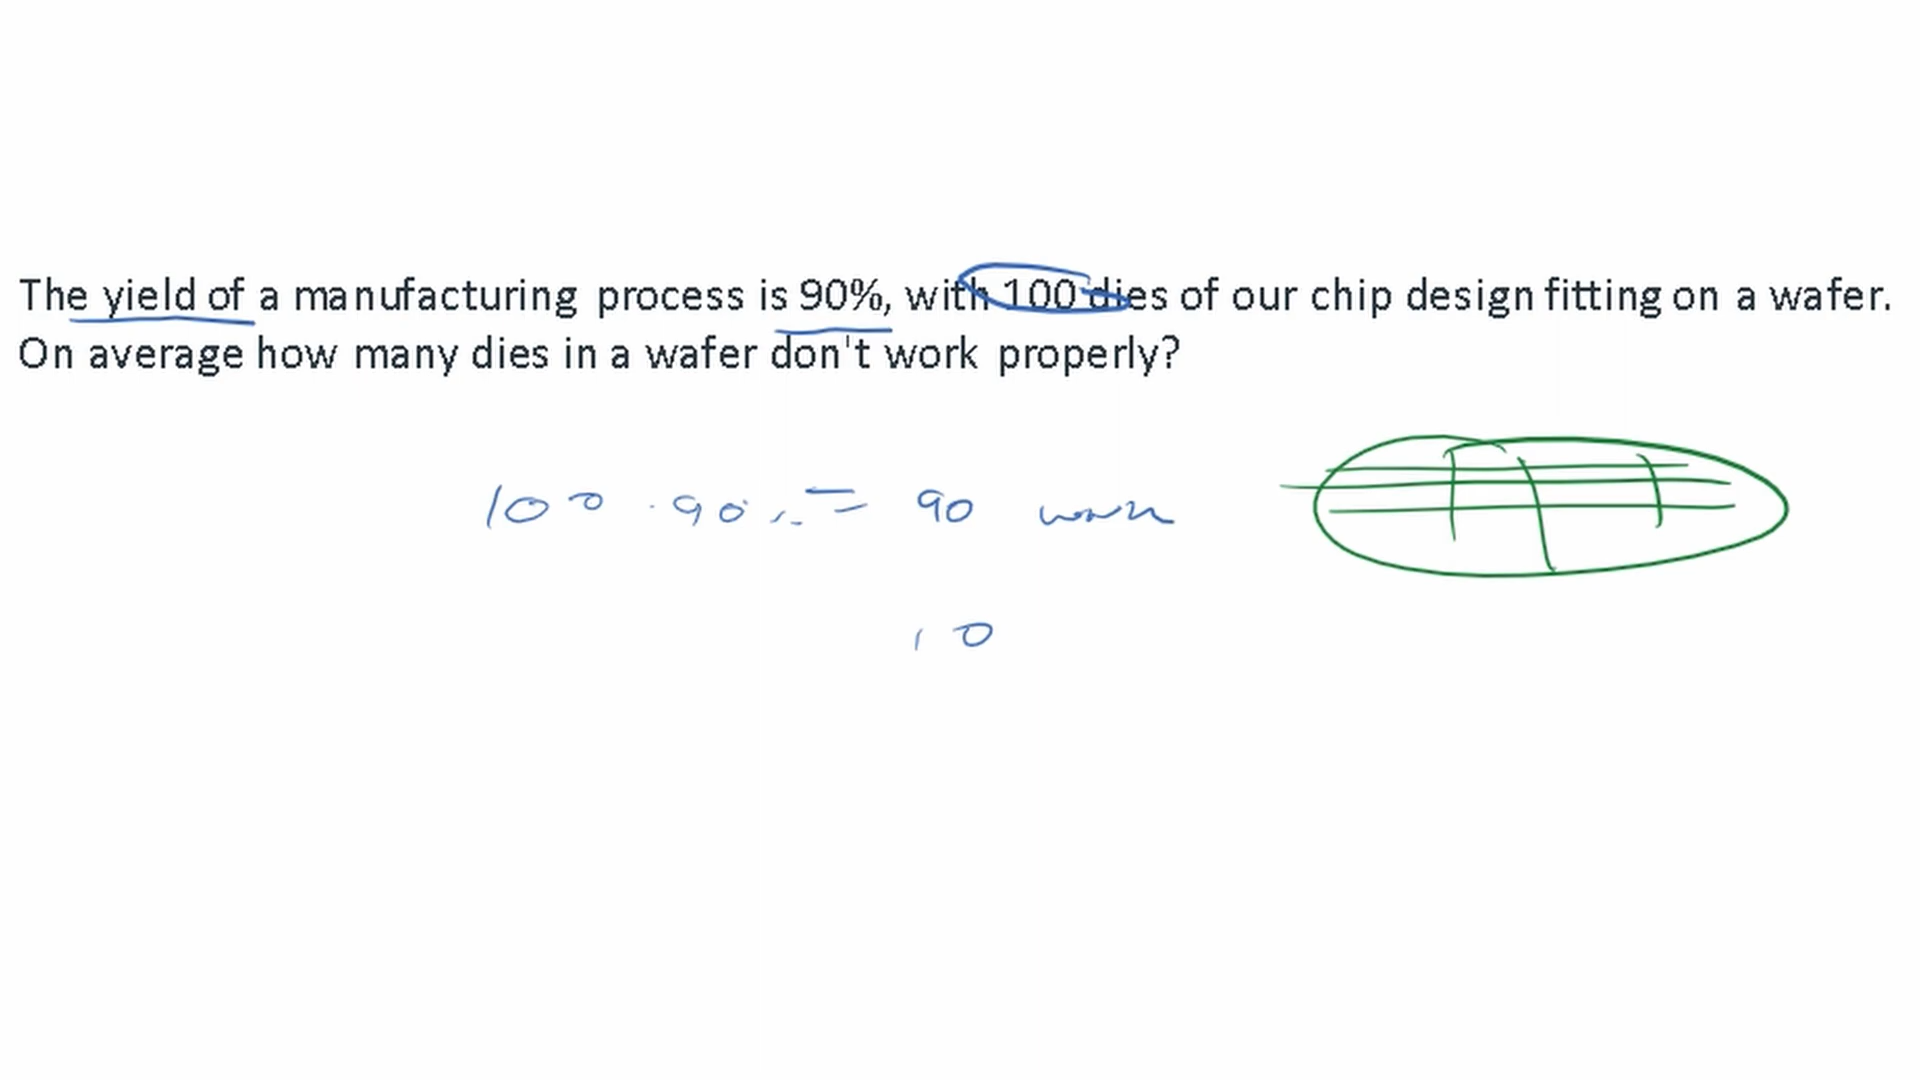 The yield of a manufacturing process is 90%, with 100 dies of our chip design fitting on a wafer.
On average how many dies in a wafer don't work properly?
100 . 90% = 90 work
10